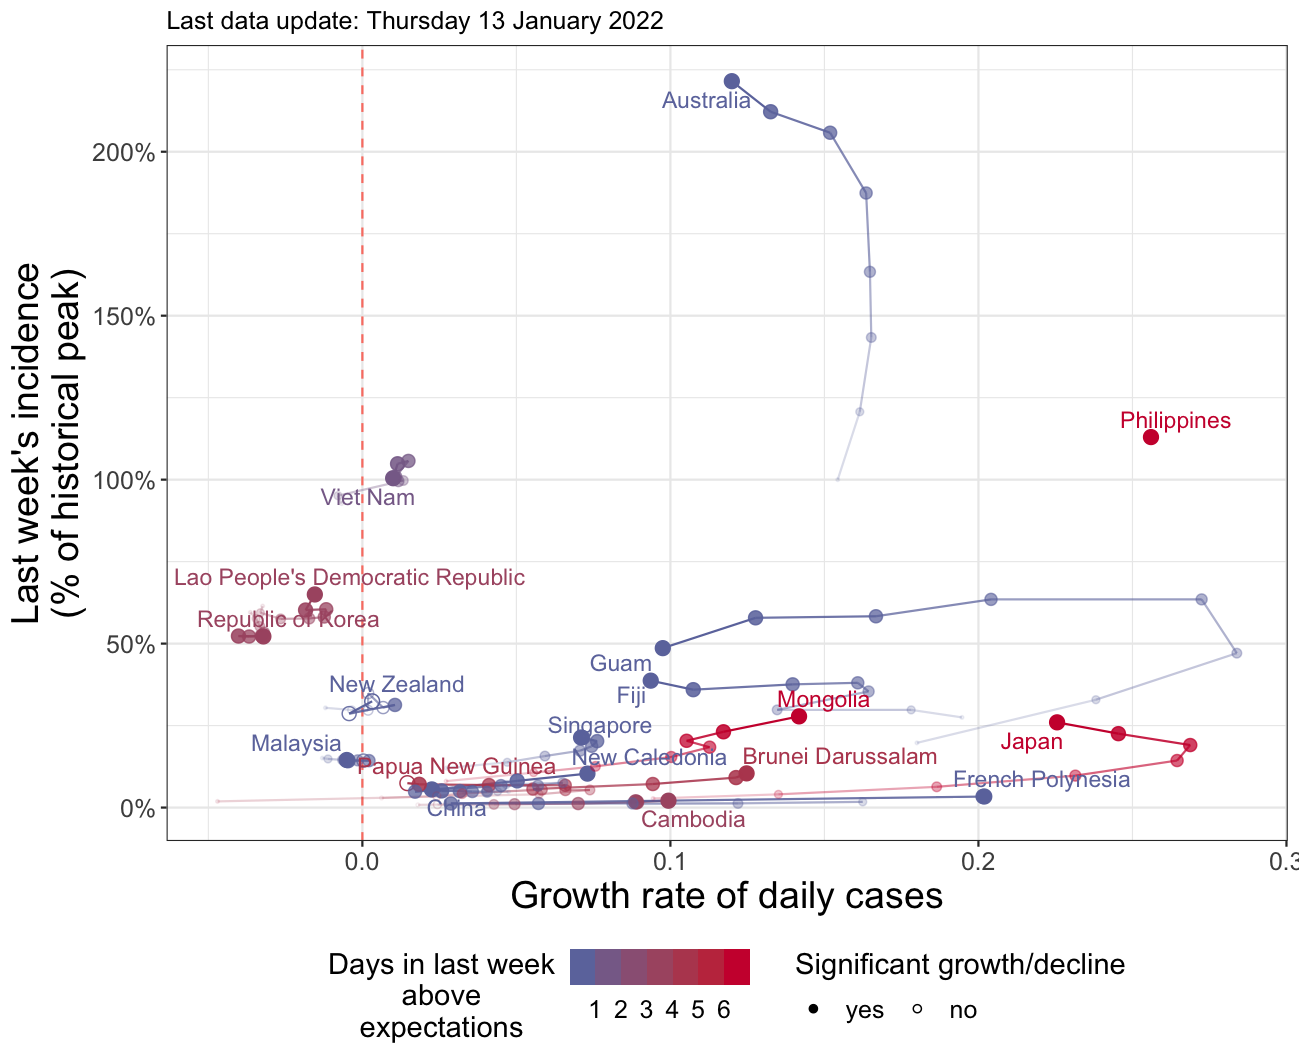 Last data update: Thursday 13 January 2022
Last week's incidence
(% of historical peak)
200%
150%
100%
50%
0%
Australia
Philippines
Viet Nam
Lao People's Democratic Republic
Republic of Korea
Guam
Fiji
New Zealand
Mongolia
Singapore
Malaysia
Japan
New Caledonia
Brunei Darussalam
Papua New Guinea
French Polynesia
China
Cambodia
0.0
0.1
0.2
0.3
Growth rate of daily cases
Days in last week
above
expectations
1 2 3 4 5 6
Significant growth/decline
yes
no